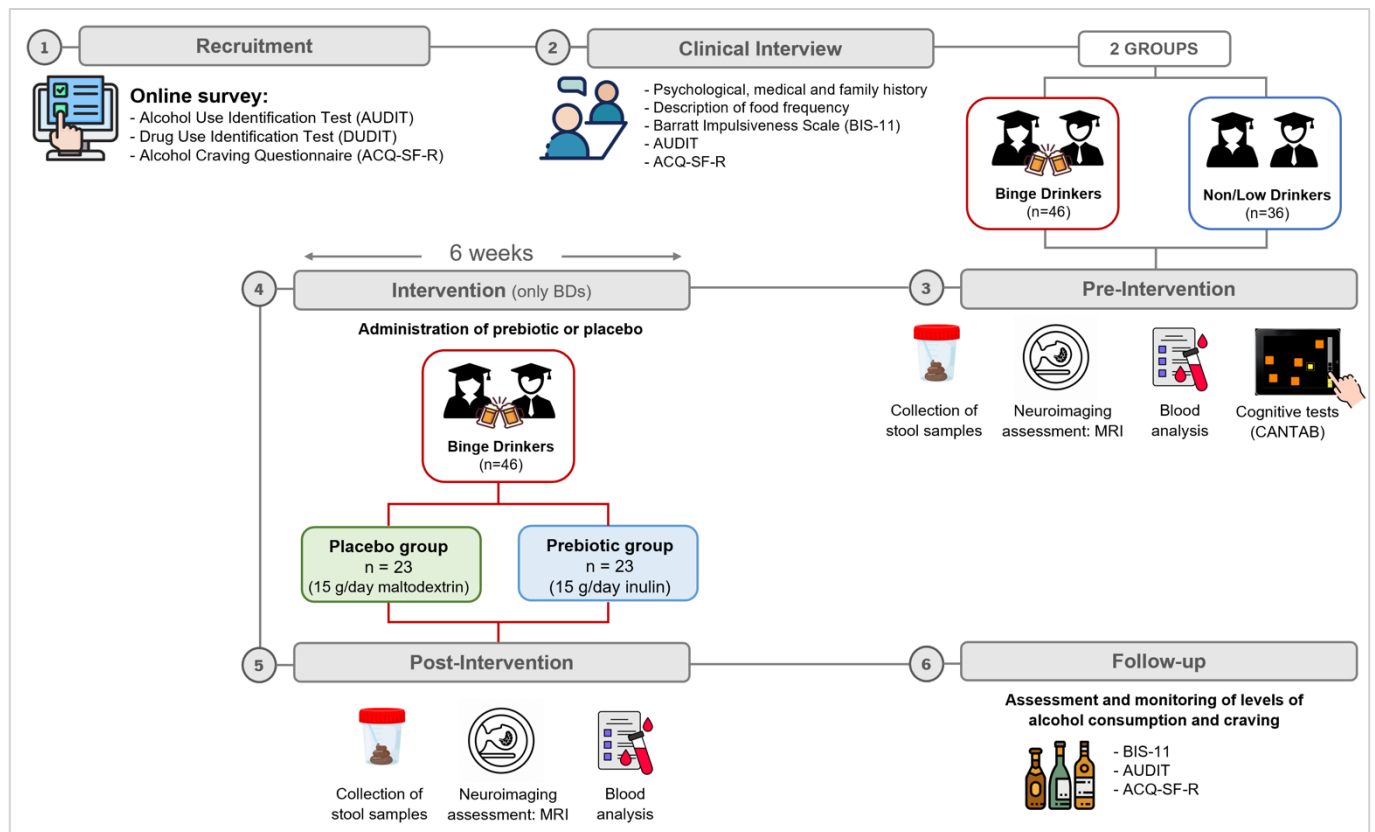 1
Recruitment
Online survey:
- Alcohol Use Identification Test (AUDIT)
- Drug Use Identification Test (DUDIT)
- Alcohol Craving Questionnaire (ACQ-SF-R)
2
Clinical Interview
- Psychological, medical and family history
- Description of food frequency
- Barratt Impulsiveness Scale (BIS-11)
- AUDIT
- ACQ-SF-R
2 GROUPS
Binge Drinkers
(n=46)
Non/Low Drinkers
(n=36)
3
Pre-Intervention
Collection of
stool samples
Neuroimaging
assessment: MRI
Blood
analysis
Cognitive tests
(CANTAB)
6 weeks
4
Intervention (only BDs)
Administration of prebiotic or placebo
Binge Drinkers
(n=46)
Placebo group
n = 23
(15 g/day maltodextrin)
Prebiotic group
n = 23
(15 g/day inulin)
5
Post-Intervention
Collection of
stool samples
Neuroimaging
assessment: MRI
Blood
analysis
6
Follow-up
Assessment and monitoring of levels of
alcohol consumption and craving
- BIS-11
- AUDIT
- ACQ-SF-R